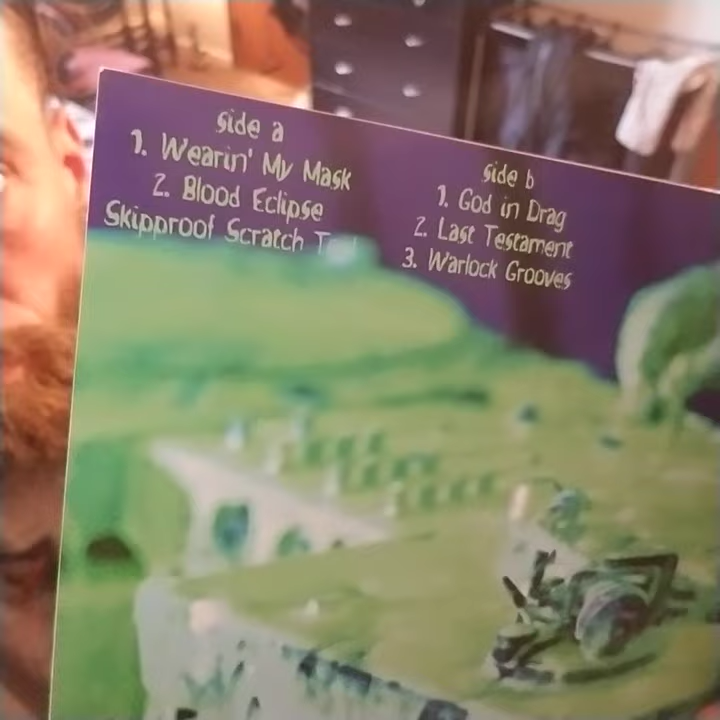 side a
1. Wearin' My Mask
2. Blood Eclipse
Skipproof Scratch
side b
1. God in Drag
2. Last Testament
3. Warlock Grooves